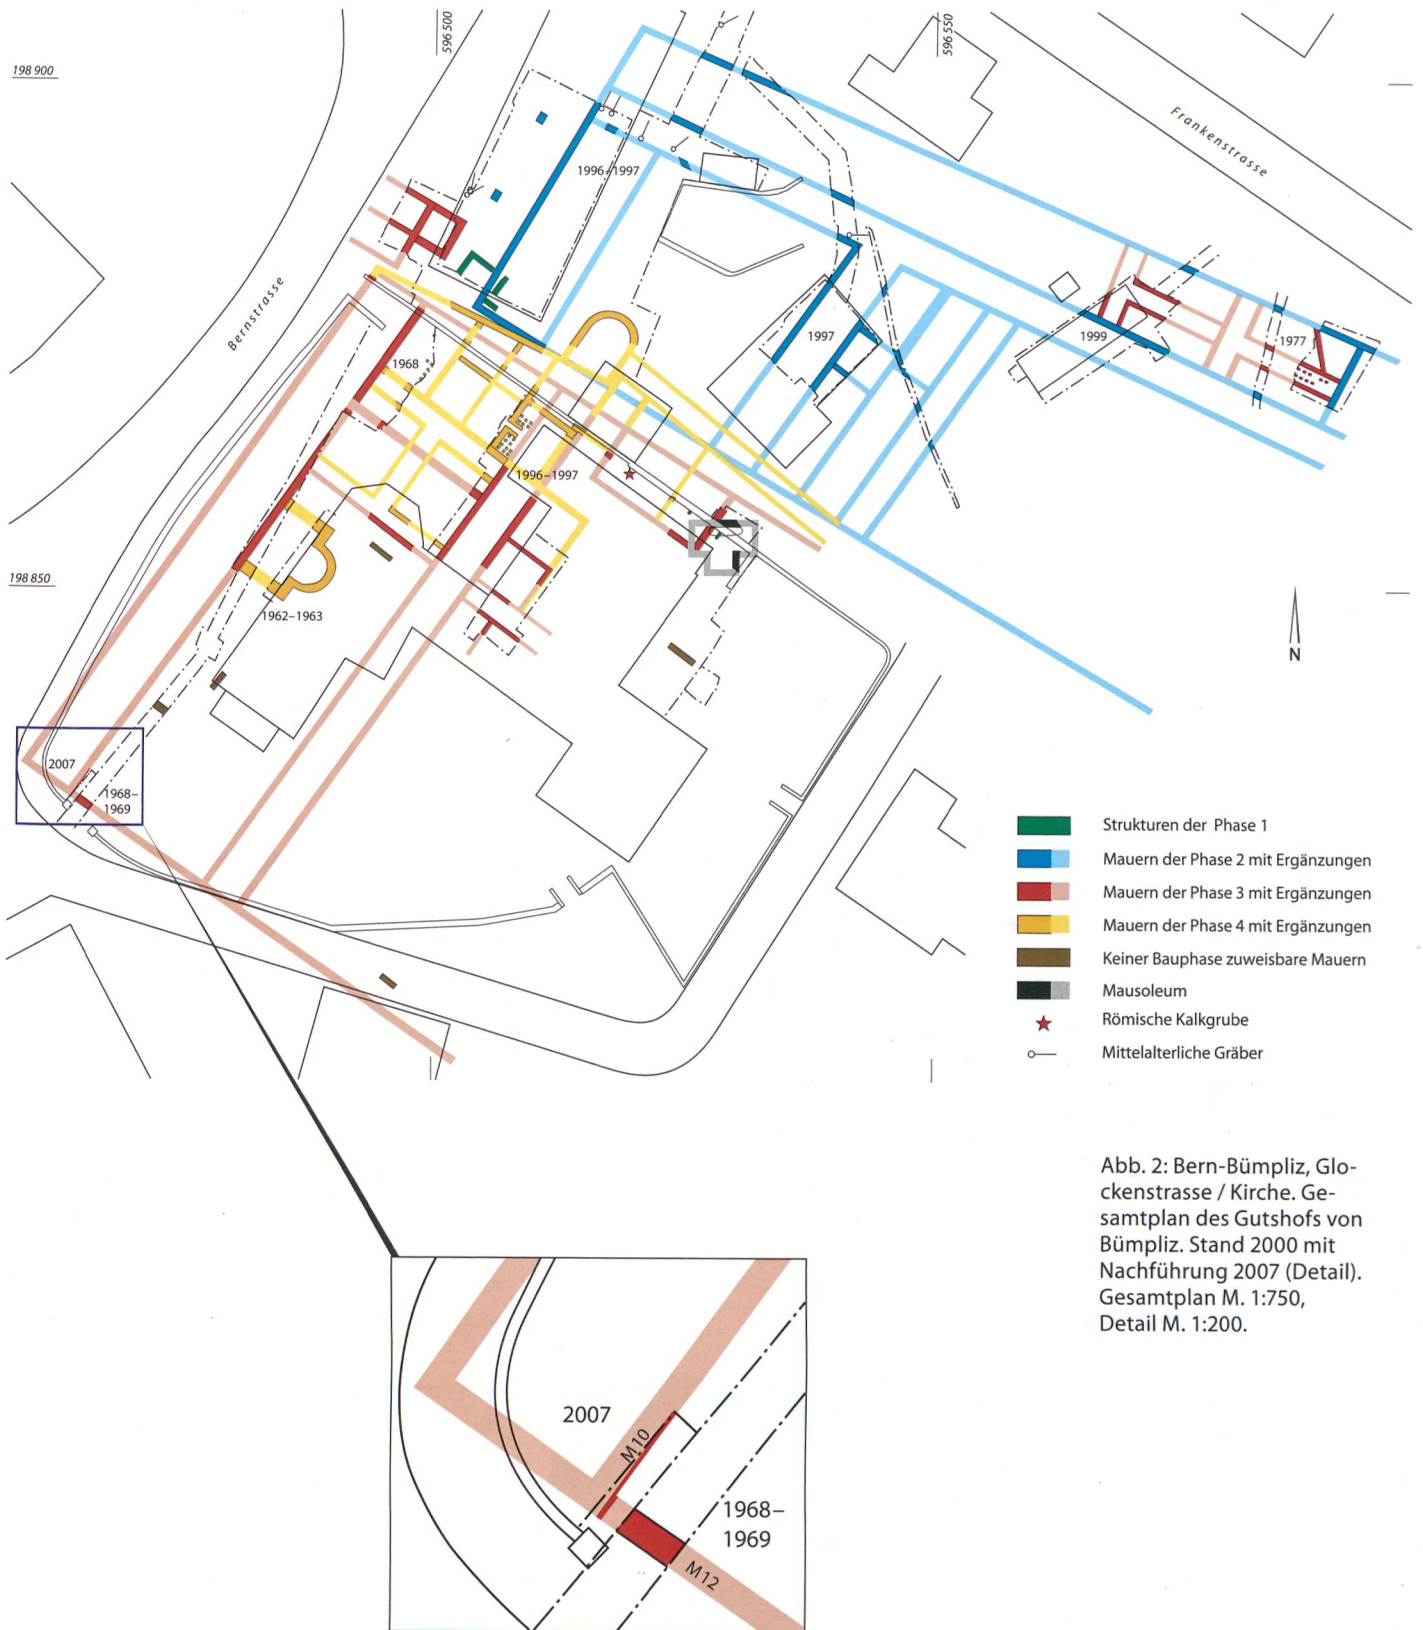 596 500
596 550
198 900
Frankenstrasse
1996–1997
Bernstrasse
1968
1997
1999
1977
1996–1997
198 850
1962–1963
N
2007
1968–
1969
Strukturen der Phase 1
Mauern der Phase 2 mit Ergänzungen
Mauern der Phase 3 mit Ergänzungen
Mauern der Phase 4 mit Ergänzungen
Keiner Bauphase zuweisbare Mauern
Mausoleum
Römische Kalkgrube
Mittelalterliche Gräber
Abb. 2: Bern-Bümpliz, Glo-
ckenstrasse / Kirche. Ge-
samtplan des Gutshofs von
Bümpliz. Stand 2000 mit
Nachführung 2007 (Detail).
Gesamtplan M. 1:750,
Detail M. 1:200.
2007
M10
1968–
1969
M12